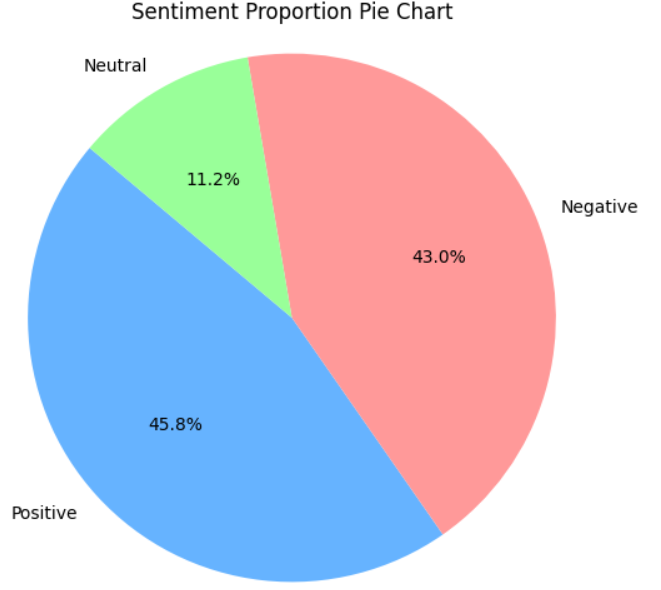 Sentiment Proportion Pie Chart
Neutral
11.2%
Negative
43.0%
45.8%
Positive